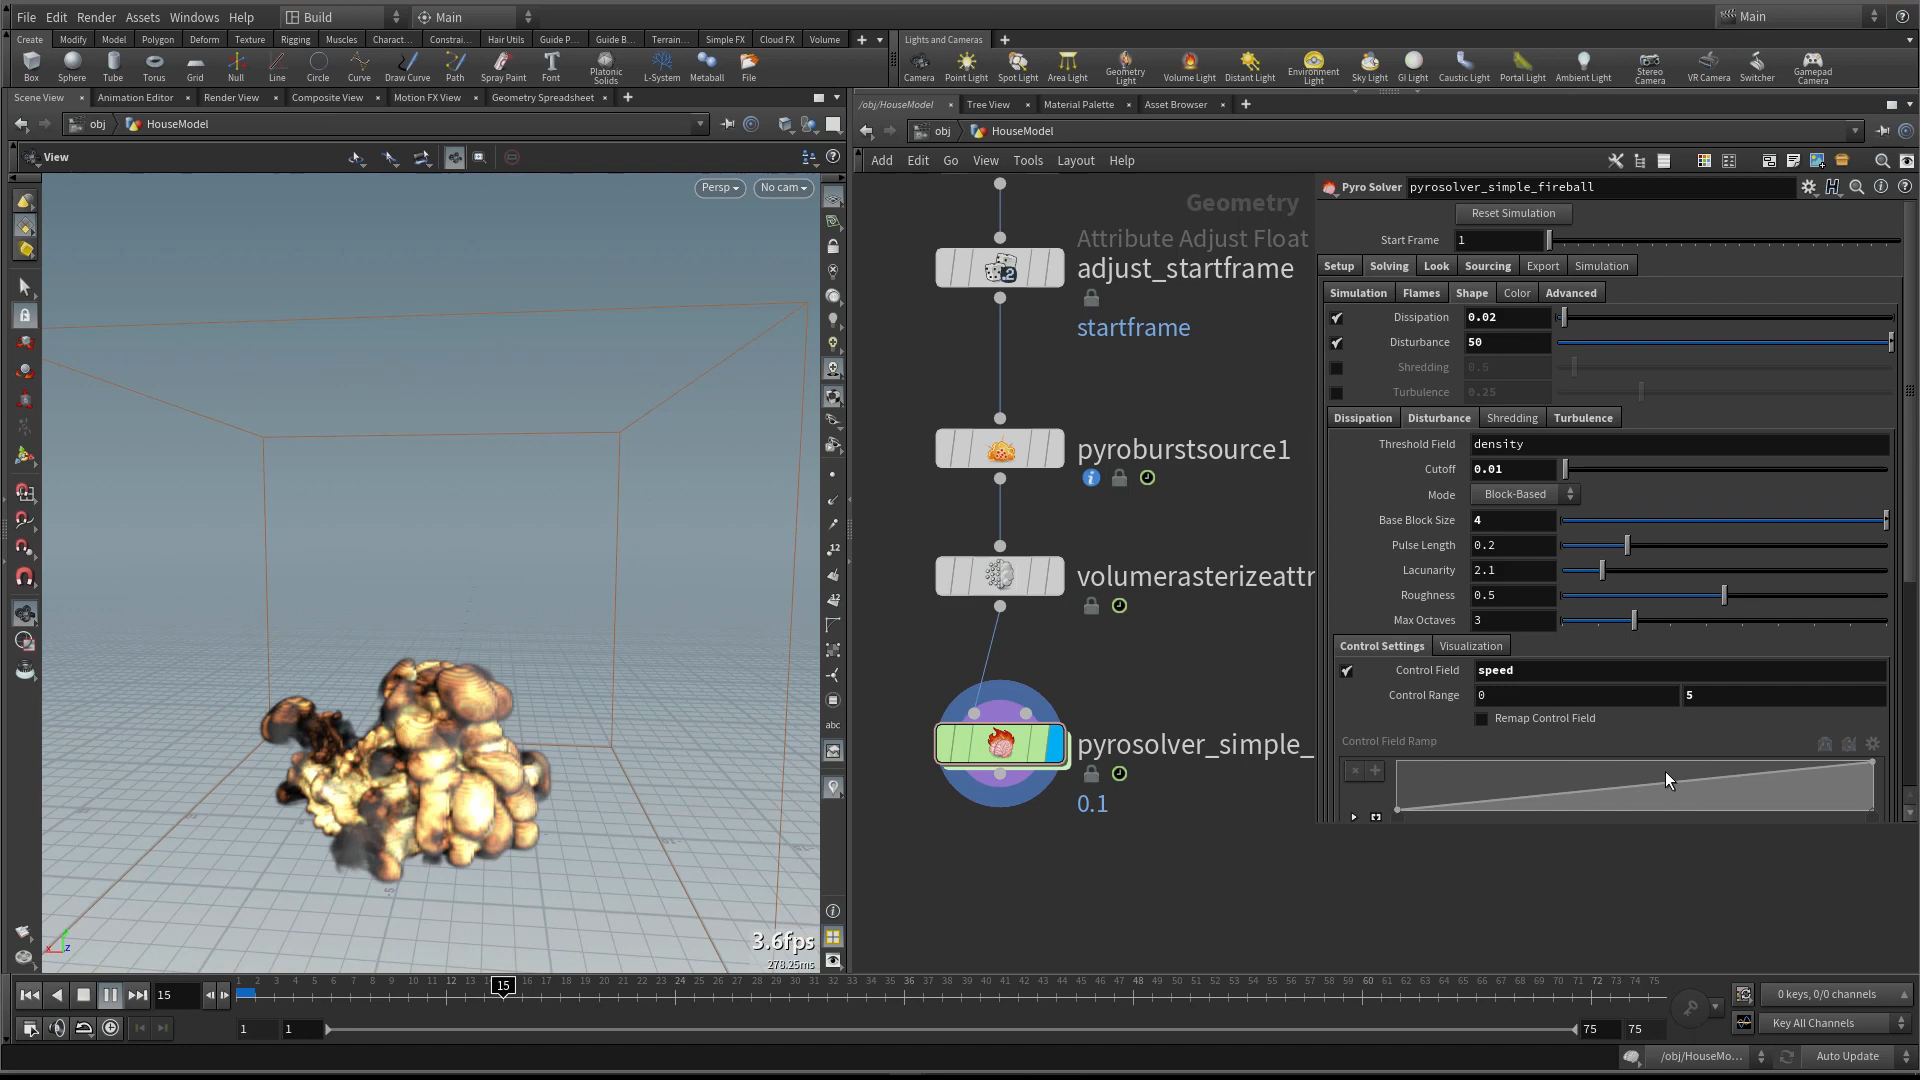 File Edit Render Assets Windows Help Build Main Main
Create Modify Model Polygon Deform Texture Rigging Muscles Charact... Constrai... Hair Utils Guide P... Guide B... Terrain... Simple FX Cloud FX Volume Lights and Cameras
Box Sphere Tube Torus Grid Null Line Circle Curve Draw Curve Path Spray Paint Font Platonic Solids L-System Metaball File
Camera Point Light Spot Light Area Light Geometry Light Volume Light Distant Light Environment Light Sky Light GI Light Caustic Light Portal Light Ambient Light Stereo Camera VR Camera Switcher Gamepad Camera
Scene View Animation Editor Render View Composite View Motion FX View Geometry Spreadsheet
/obj/HouseModel Tree View Material Palette Asset Browser
obj HouseModel
obj HouseModel
View
Add Edit Go View Tools Layout Help
Persp No cam
Geometry
Attribute Adjust Float
adjust_startframe
startframe
pyroburstsource1
volumerasterizeattr
pyrosolver_simple_
0.1
Pyro Solver pyrosolver_simple_fireball
Reset Simulation
Start Frame 1
Setup Solving Look Sourcing Export Simulation
Simulation Flames Shape Color Advanced
Dissipation 0.02
Disturbance 50
Shredding 0.5
Turbulence 0.25
Dissipation Disturbance Shredding Turbulence
Threshold Field density
Cutoff 0.01
Mode Block-Based
Base Block Size 4
Pulse Length 0.2
Lacunarity 2.1
Roughness 0.5
Max Octaves 3
Control Settings Visualization
Control Field speed
Control Range 0 5
Remap Control Field
Control Field Ramp
12
12
abc
3.6fps
278.25ms
x z
15
1 2 3 4 5 6 7 8 9 10 11 12 13 15 16 17 18 19 20 21 22 23 24 25 26 27 28 29 30 31 32 33 34 35 36 37 38 39 40 41 42 43 44 45 46 47 48 49 50 51 52 53 54 55 56 57 58 59 60 61 62 63 64 65 66 67 68 69 70 71 72 73 74 75
15
1 1 75 75
0 keys, 0/0 channels
Key All Channels
/obj/HouseMo... Auto Update